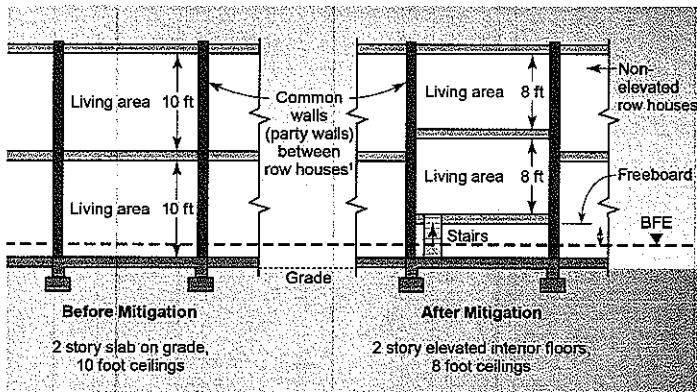 Living area
10 ft
Living area
10 ft
Common
walls
(party walls)
between
row houses¹
Living area
8 ft
Living area
8 ft
Stairs
Non-
elevated
row houses
Freeboard
BFE
Grade
Before Mitigation
2 story slab on grade,
10 foot ceilings
After Mitigation
2 story elevated interior floors,
8 foot ceilings